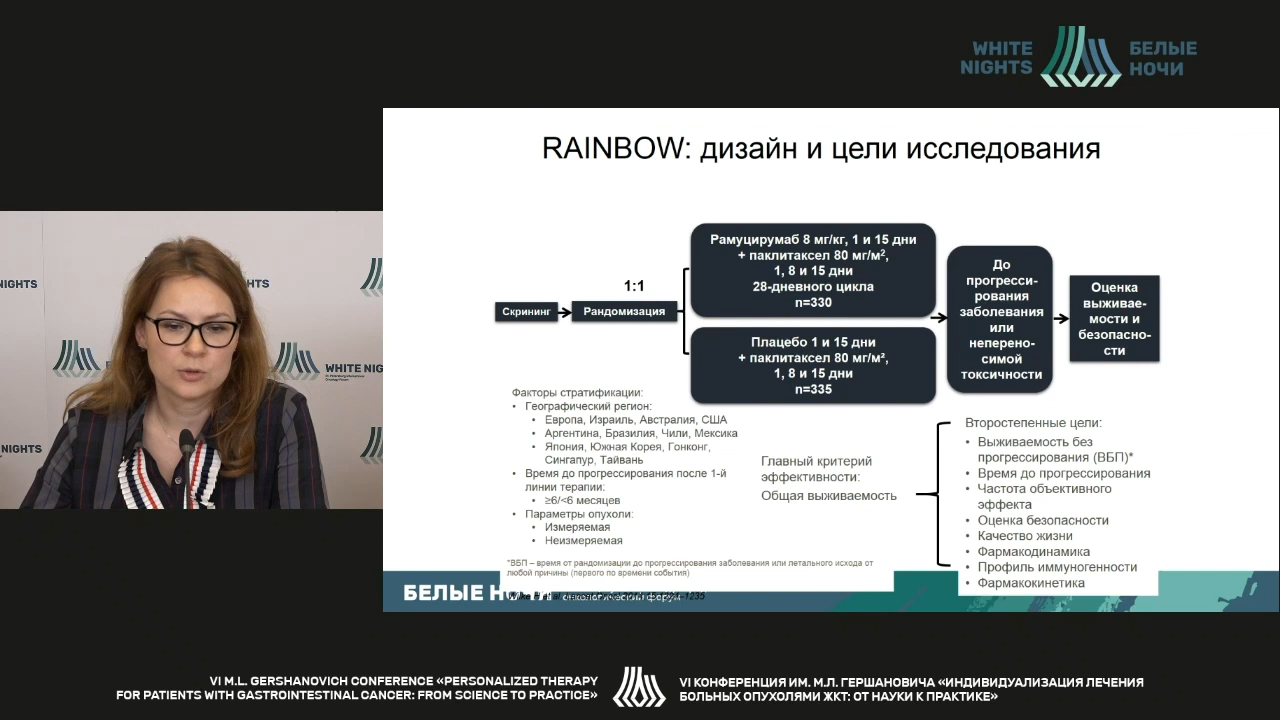 WHITE
NIGHTS
БЕЛЫЕ
НОЧИ
RAINBOW: дизайн и цели исследования
Рамуцирумаб 8 мг/кг, 1 и 15 дни
+ паклитаксел 80 мг/м²,
1, 8 и 15 дни
28-дневного цикла
n=330
1:1
Скрининг
Рандомизация
Плацебо 1 и 15 дни
+ паклитаксел 80 мг/м²,
1, 8 и 15 дни
n=335
До
прогресси-
рования
заболевания
или
неперено-
симой
токсичности
Оценка
выживае-
мости и
безопасно-
сти
Факторы стратификации:
• Географический регион:
• Европа, Израиль, Австралия, США
• Аргентина, Бразилия, Чили, Мексика
• Япония, Южная Корея, Гонконг,
Сингапур, Тайвань
• Время до прогрессирования после 1-й
линии терапии:
• ≥6/<6 месяцев
• Параметры опухоли:
• Измеряемая
• Неизмеряемая
Главный критерий
эффективности:
Общая выживаемость
Второстепенные цели:
• Выживаемость без
прогрессирования (ВБП)*
• Время до прогрессирования
• Частота объективного
эффекта
• Оценка безопасности
• Качество жизни
• Фармакодинамика
• Профиль иммуногенности
• Фармакокинетика
*ВБП – время от рандомизации до прогрессирования заболевания или летального исхода от
любой причины (первого по времени события)
БЕЛЫЕ
онкологический форум
1235
NIGHTS
GHTS
WHITE NIGHTS
NIGHTS
VI M.L. GERSHANOVICH CONFERENCE «PERSONALIZED THERAPY
FOR PATIENTS WITH GASTROINTESTINAL CANCER: FROM SCIENCE TO PRACTICE»
VI КОНФЕРЕНЦИЯ ИМ. М.Л. ГЕРШАНОВИЧА «ИНДИВИДУАЛИЗАЦИЯ ЛЕЧЕНИЯ
БОЛЬНЫХ ОПУХОЛЯМИ ЖКТ: ОТ НАУКИ К ПРАКТИКЕ»